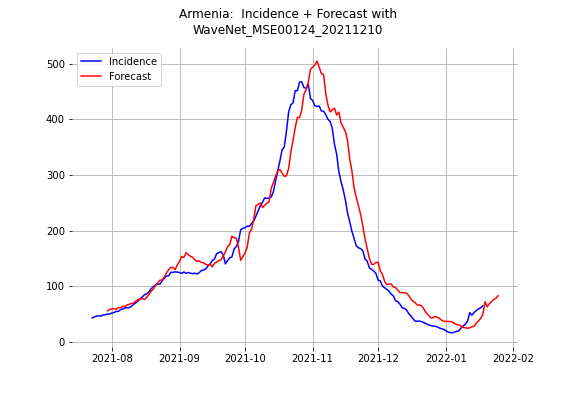 Armenia:  Incidence + Forecast with
WaveNet_MSE00124_20211210
Incidence
Forecast
500
400
300
200
100
0
2021-08 2021-09 2021-10 2021-11 2021-12 2022-01 2022-02